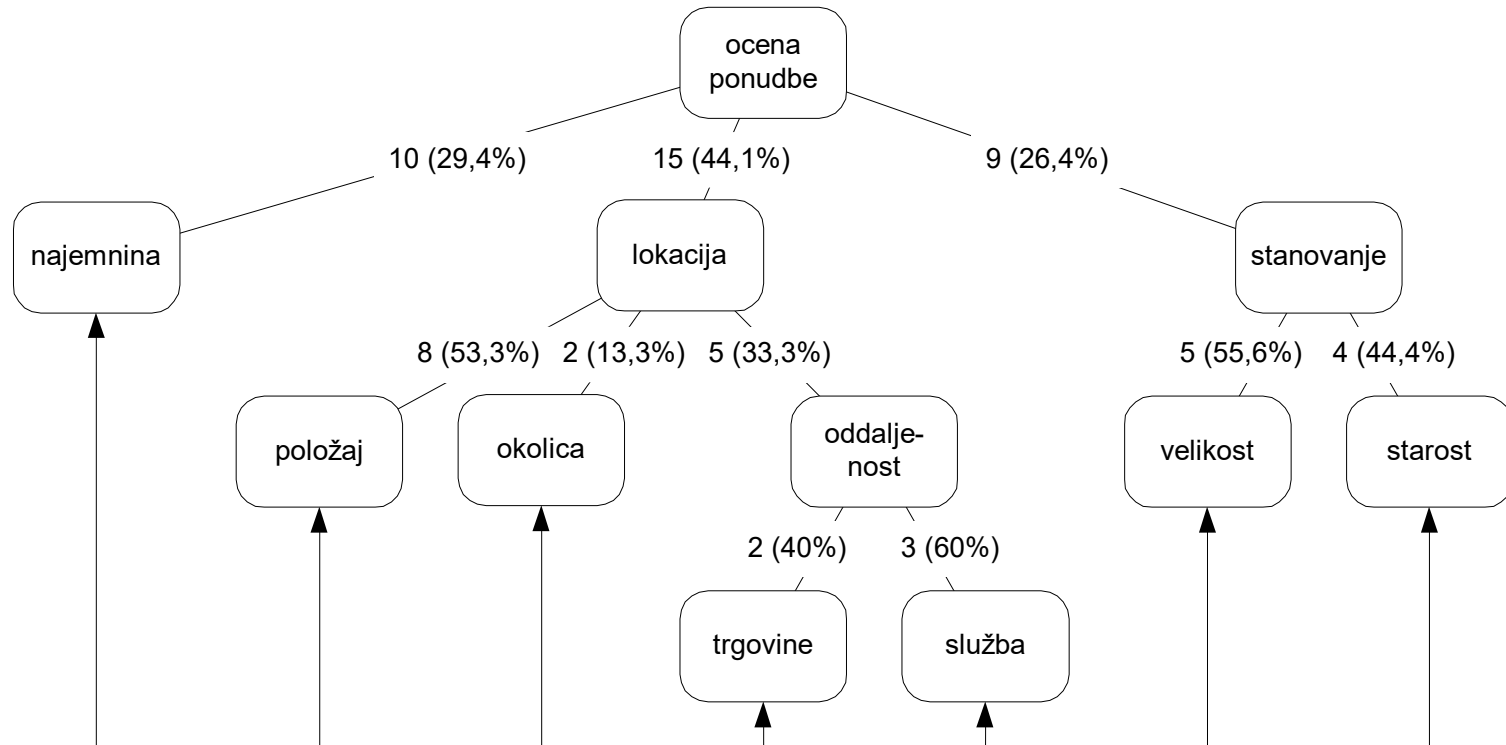 ocena
ponudbe
10 (29,4%)
15 (44,1%)
9 (26,4%)
najemnina
lokacija
stanovanje
8 (53,3%)
2 (13,3%)
5 (33,3%)
5 (55,6%)
4 (44,4%)
položaj
okolica
oddalje-
nost
velikost
starost
2 (40%)
3 (60%)
trgovine
služba